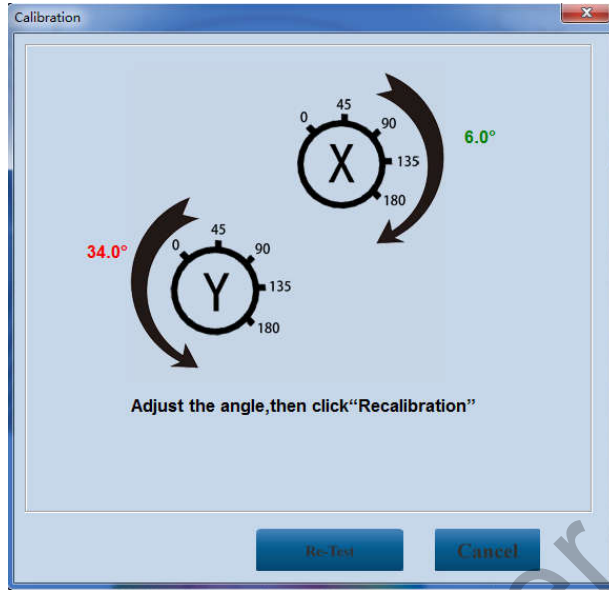 Calibration
x
0
45
90
135
180
X
6.0°
34.0°
0
45
90
135
180
Y
Adjust the angle,then click“Recalibration”
Re-Test
Cancel